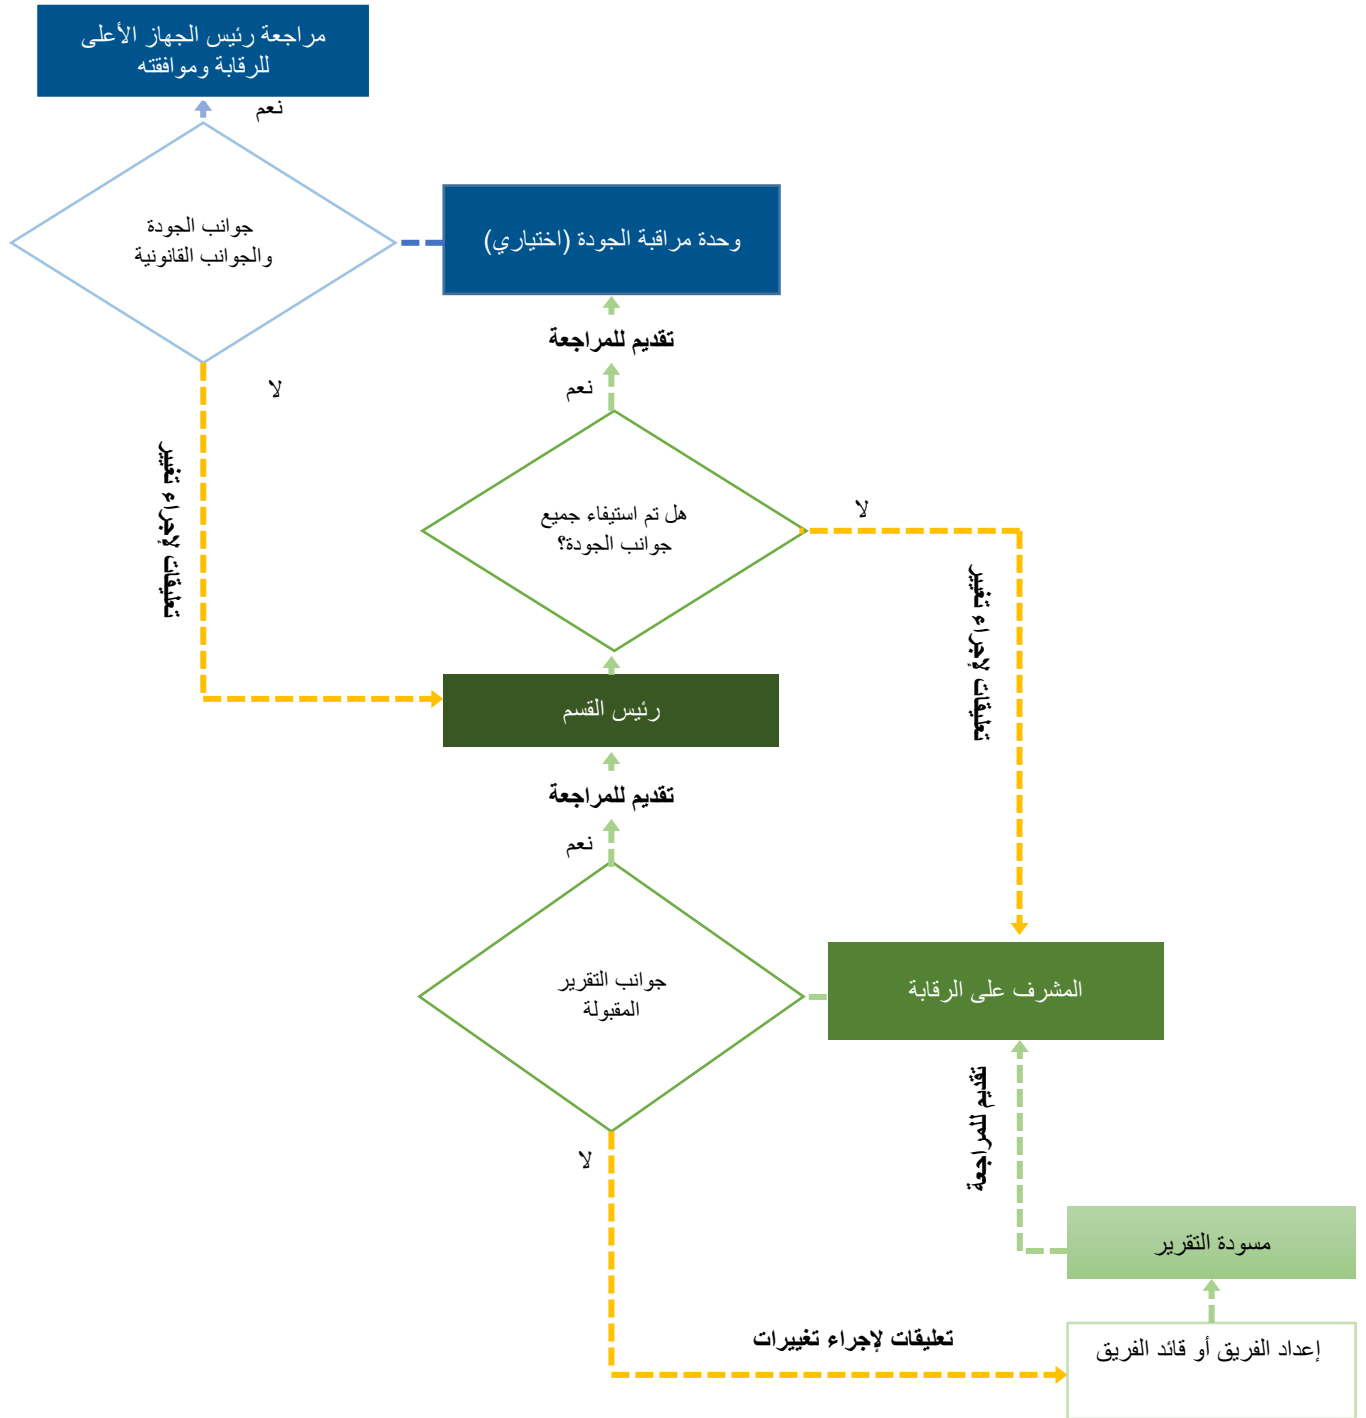 مراجعة رئيس الجهاز الأعلى
للرقابة وموافقته
نعم
جوانب الجودة
والجوانب القانونية
وحدة مراقبة الجودة (اختياري)
تقديم للمراجعة
نعم
لا
تعليقات لإجراء تغيير
هل تم استيفاء جميع
جوانب الجودة؟
لا
تعليقات لإجراء تغيير
رئيس القسم
تقديم للمراجعة
نعم
جوانب التقرير
المقبولة
المشرف على الرقابة
تقديم للمراجعة
لا
مسودة التقرير
تعليقات لإجراء تغييرات
إعداد الفريق أو قائد الفريق